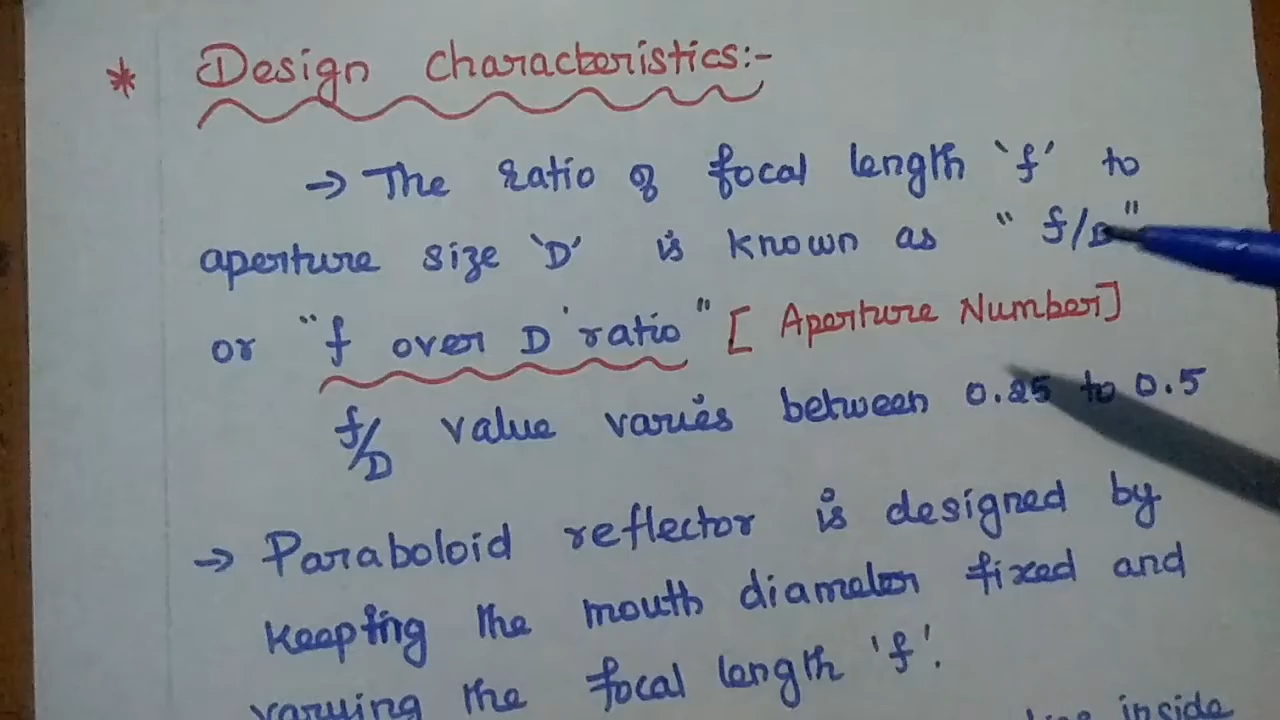 * Design characteristics:-
→ The ratio of focal length 'f' to
aperture size 'D' is known as "f/D"
or "f over D ratio" [Aperture Number]
f/D value varies between 0.25 to 0.5
→ Paraboloid reflector is designed by
keepting the mouth diameter fixed and
varying the focal length 'f'.
inside